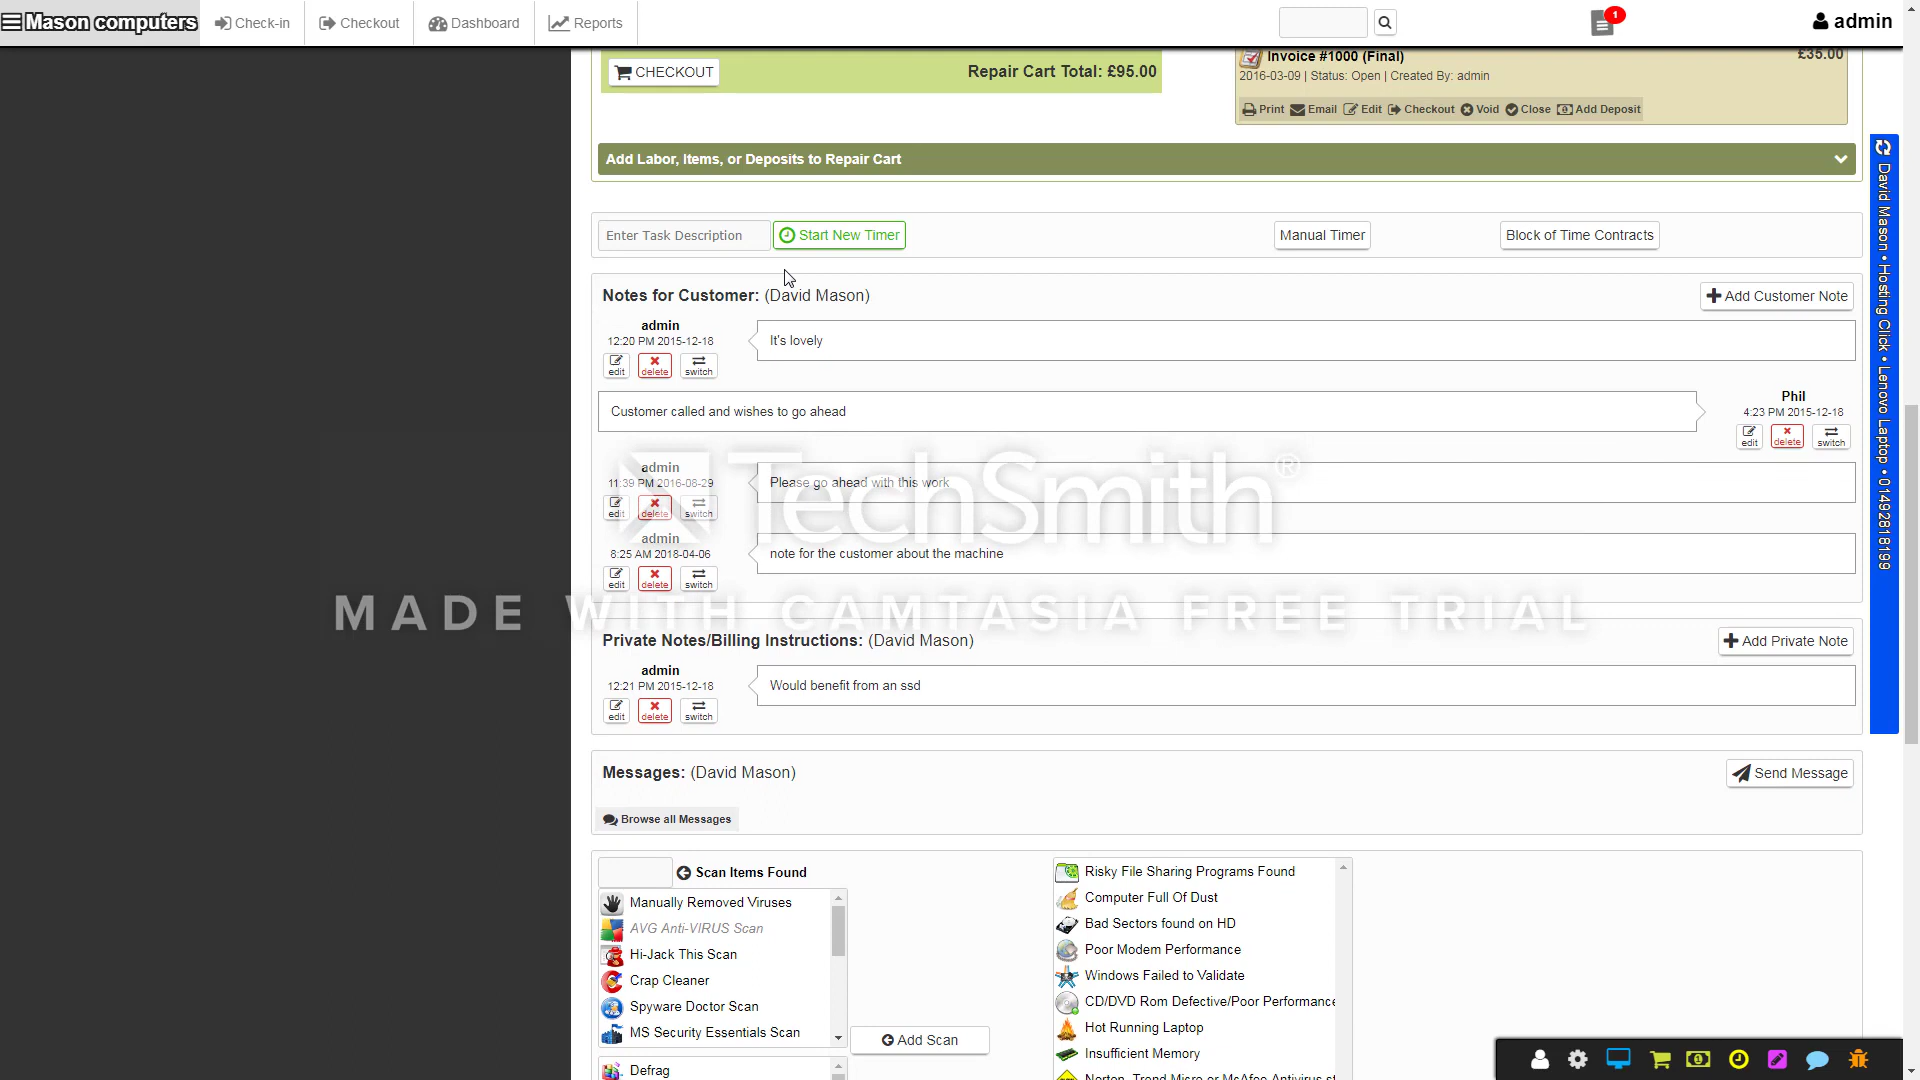 Mason computers
Check-in
Checkout
Dashboard
Reports
1
admin
CHECKOUT
Repair Cart Total: £95.00
Invoice #1000 (Final)
£35.00
2016-03-09 | Status: Open | Created By: admin
Print Email Edit Checkout Void Close Add Deposit
Add Labor, Items, or Deposits to Repair Cart
Enter Task Description
Start New Timer
Manual Timer
Block of Time Contracts
Notes for Customer: (David Mason)
Add Customer Note
admin
12:20 PM 2015-12-18
edit delete switch
It's lovely
Customer called and wishes to go ahead
Phil
4:23 PM 2015-12-18
edit delete switch
admin
11:39 PM 2016-08-29
edit delete switch
Please go ahead with this work
admin
8:25 AM 2018-04-06
edit delete switch
note for the customer about the machine
TechSmith®
MADE WITH CAMTASIA FREE TRIAL
Private Notes/Billing Instructions: (David Mason)
Add Private Note
admin
12:21 PM 2015-12-18
edit delete switch
Would benefit from an ssd
Messages: (David Mason)
Send Message
Browse all Messages
Scan Items Found
Manually Removed Viruses
AVG Anti-VIRUS Scan
Hi-Jack This Scan
Crap Cleaner
Spyware Doctor Scan
MS Security Essentials Scan
Add Scan
Defrag
Risky File Sharing Programs Found
Computer Full Of Dust
Bad Sectors found on HD
Poor Modem Performance
Windows Failed to Validate
CD/DVD Rom Defective/Poor Performance
Hot Running Laptop
Insufficient Memory
Norton, Trend Micro or McAfee Antivirus st
David Mason • Hosting Click • Lenovo Laptop • 01492818199